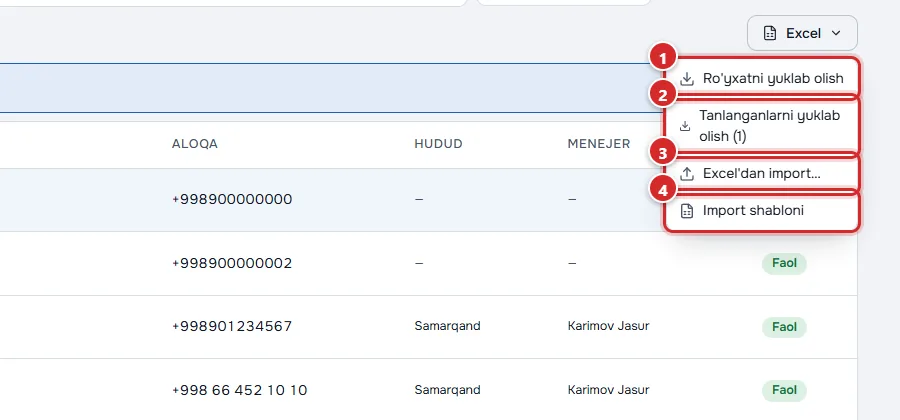 Excel
1
Ro'yxatni yuklab olish
2
Tanlanganlarni yuklab
olish (1)
3
Excel'dan import...
4
Import shabloni
ALOQA HUDUD MENEJER
+998900000000 — —
+998900000002 — — Faol
+998901234567 Samarqand Karimov Jasur Faol
+998 66 452 10 10 Samarqand Karimov Jasur Faol